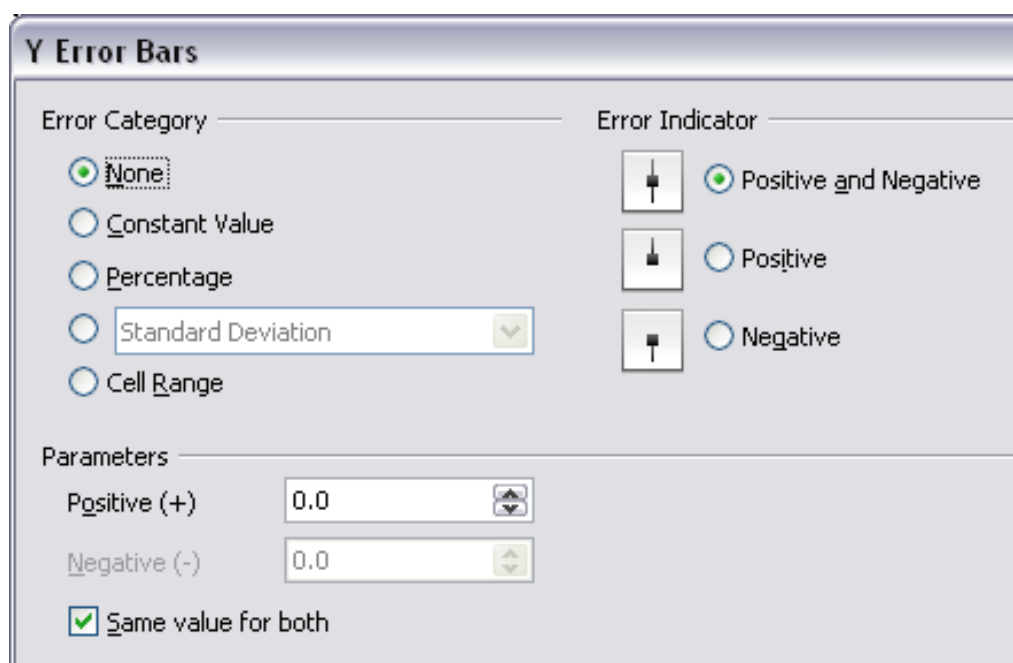 Y Error Bars
Error Category
None
Constant Value
Percentage
Standard Deviation
Cell Range
Error Indicator
Positive and Negative
Positive
Negative
Parameters
Positive (+) 0.0
Negative (-) 0.0
Same value for both